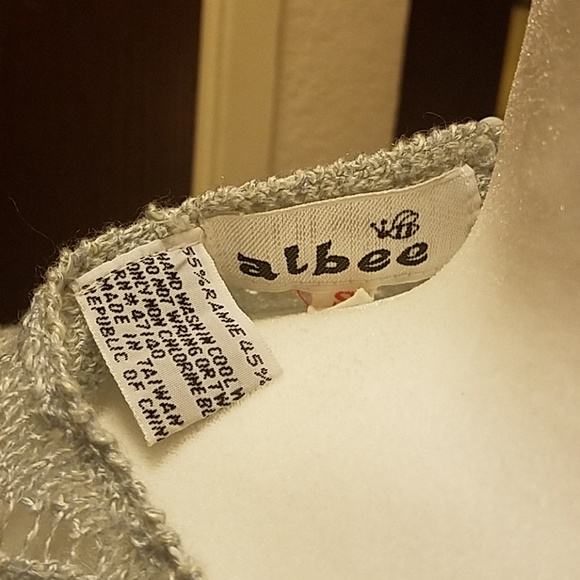 albee
S
55% RAMIE 45%
HAND WASH IN COOL W
DO NOT WRING OR TW
ONLY NON CHLORINE BL
RN# 47140
MADE IN TAIWAN
REPUBLIC OF CHIN